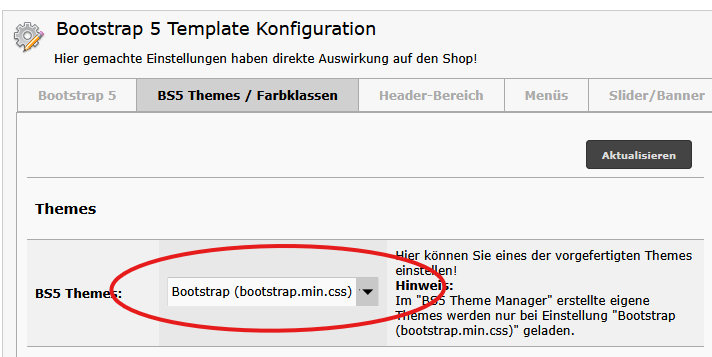 Bootstrap 5 Template Konfiguration
Hier gemachte Einstellungen haben direkte Auswirkung auf den Shop!
Bootstrap 5 BS5 Themes / Farbklassen Header-Bereich Menüs Slider/Banner
Aktualisieren
Themes
BS5 Themes:
Bootstrap (bootstrap.min.css)
Hier können Sie eines der vorgefertigten Themes
einstellen!
Hinweis:
Im "BS5 Theme Manager" erstellte eigene
Themes werden nur bei Einstellung "Bootstrap
(bootstrap.min.css)" geladen.